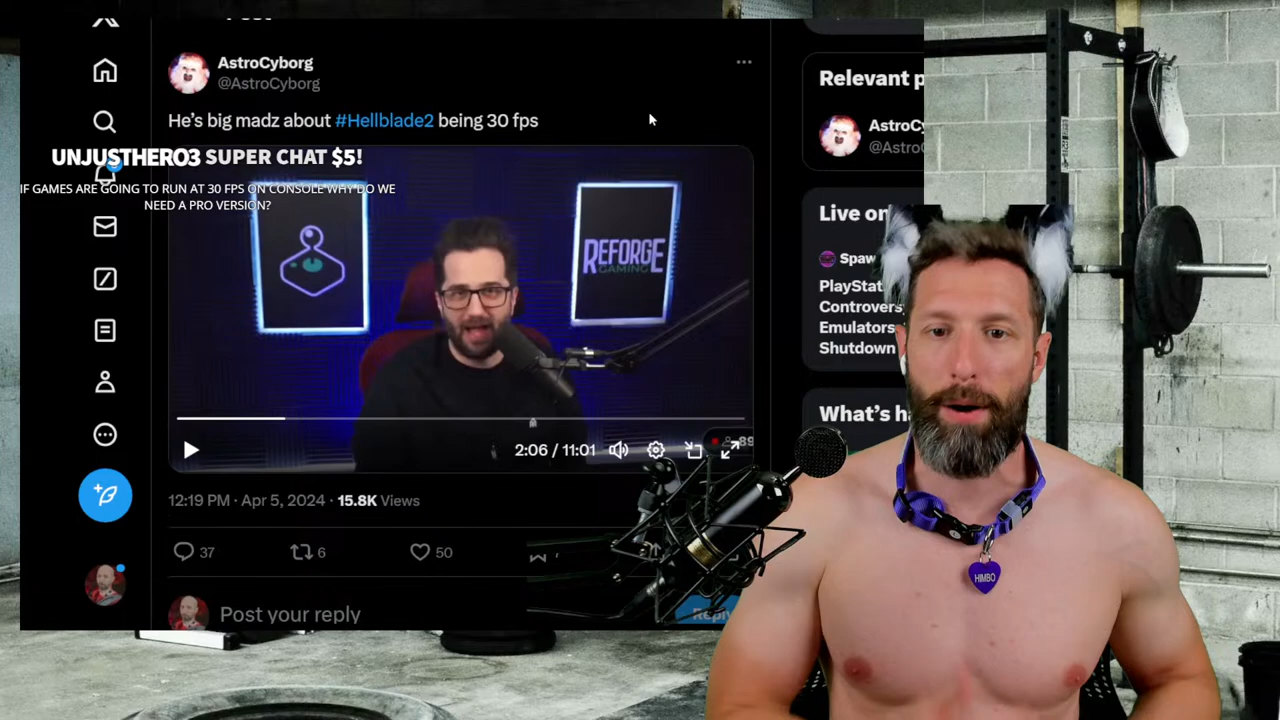 AstroCyborg
@AstroCyborg
He's big madz about #Hellblade2 being 30 fps
UNJUSTHERO3 SUPER CHAT $5!
IF GAMES ARE GOING TO RUN AT 30 FPS ON CONSOLE WHY DO WE
NEED A PRO VERSION?
REFORGE
GAMING
2:06 / 11:01
12:19 PM · Apr 5, 2024 · 15.8K Views
37
6
50
Post your reply
Reply
Relevant p
AstroCy
@AstroC
Live on
Spaw
PlayStat
Controvers
Emulators
Shutdown
What's ha
HIMBO